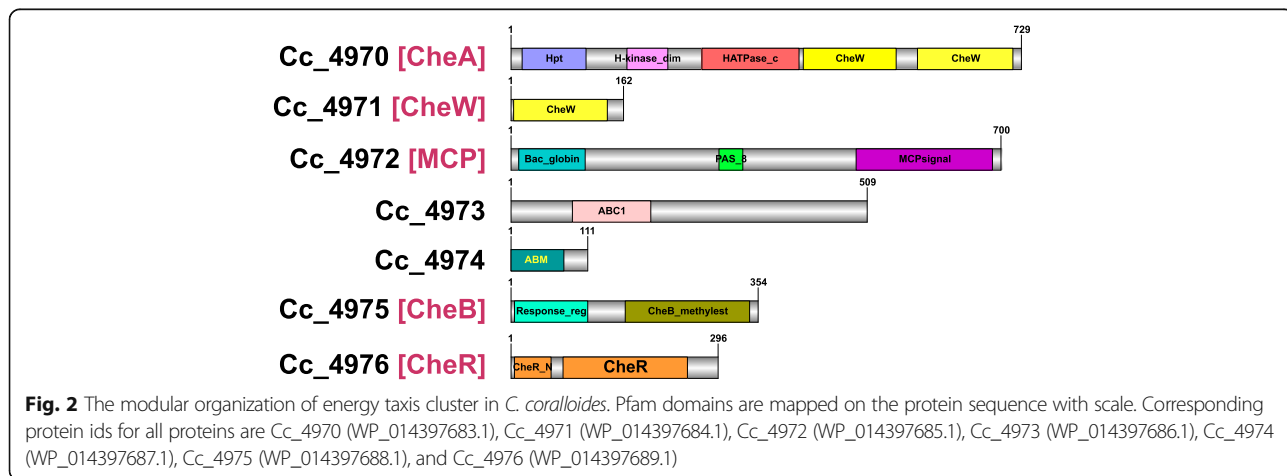 1 729
Cc_4970 [CheA] Hpt H-kinase_dim HATPase_c CheW CheW
1 162
Cc_4971 [CheW] CheW
1 700
Cc_4972 [MCP] Bac_globin PAS_8 MCPsignal
1 509
Cc_4973 ABC1
1 111
Cc_4974 ABM
1 354
Cc_4975 [CheB] Response_reg CheB_methylest
1 296
Cc_4976 [CheR] CheR_N CheR
Fig. 2 The modular organization of energy taxis cluster in C. coralloides. Pfam domains are mapped on the protein sequence with scale. Corresponding
protein ids for all proteins are Cc_4970 (WP_014397683.1), Cc_4971 (WP_014397684.1), Cc_4972 (WP_014397685.1), Cc_4973 (WP_014397686.1), Cc_4974
(WP_014397687.1), Cc_4975 (WP_014397688.1), and Cc_4976 (WP_014397689.1)